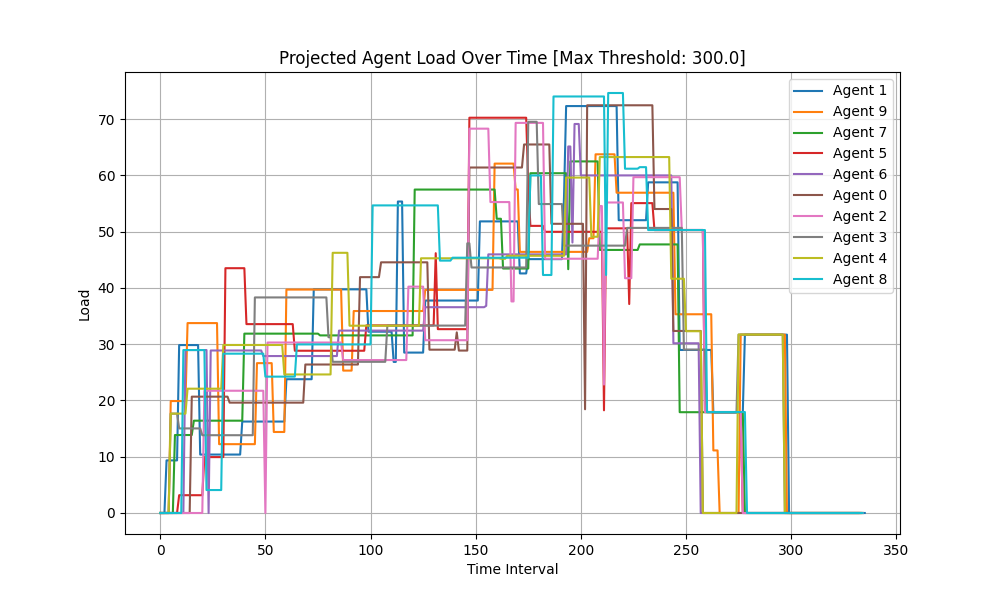 Projected Agent Load Over Time [Max Threshold: 300.0]
Load
70
60
50
40
30
20
10
0
0 50 100 150 200 250 300 350
Time Interval
Agent 1
Agent 9
Agent 7
Agent 5
Agent 6
Agent 0
Agent 2
Agent 3
Agent 4
Agent 8